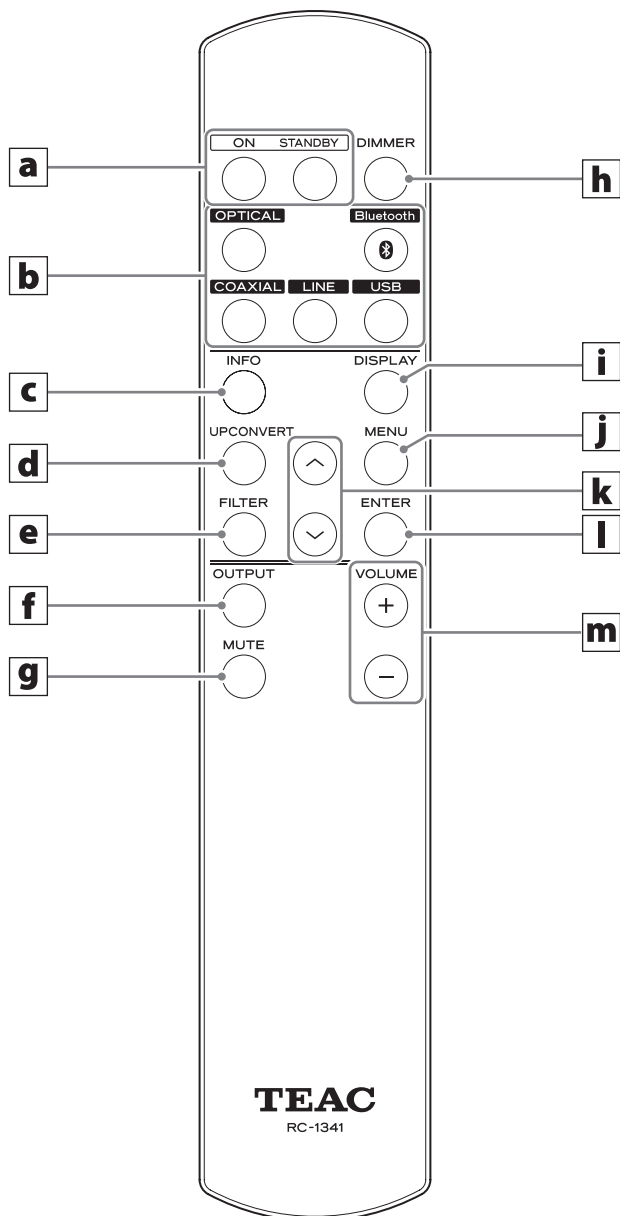 ON STANDBY DIMMER
a
h
OPTICAL Bluetooth
b
COAXIAL LINE USB
INFO DISPLAY
i
c
UPCONVERT MENU
j
d
k
FILTER ENTER
e
l
OUTPUT VOLUME
f
+
m
MUTE
g
−
TEAC
RC-1341